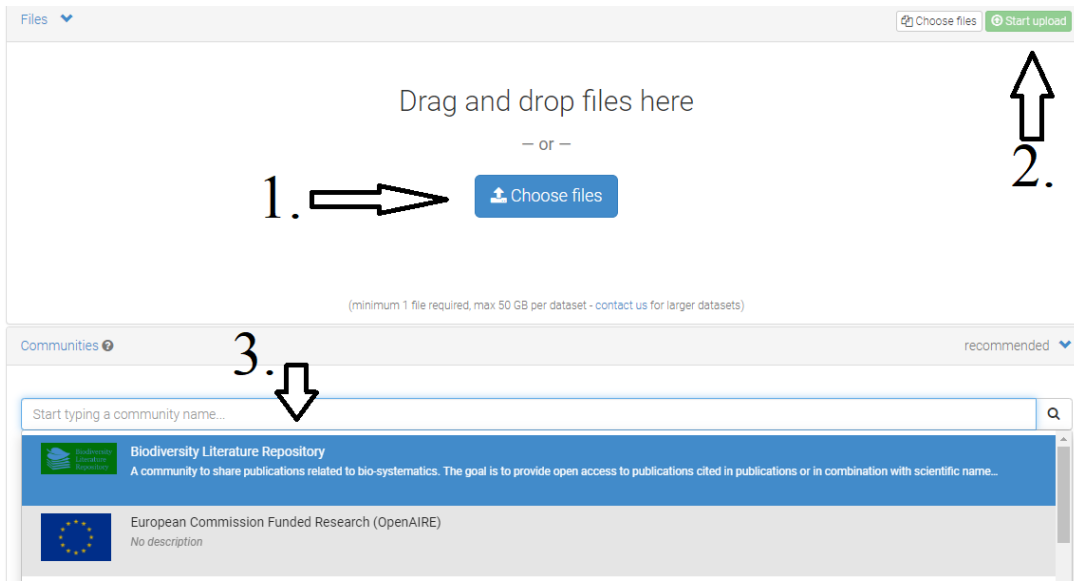 Files
Choose files
Start upload
Drag and drop files here
— or —
1.
Choose files
2.
(minimum 1 file required, max 50 GB per dataset - contact us for larger datasets)
Communities
recommended
3.
Start typing a community name...
Biodiversity Literature Repository
Biodiversity Literature Repository
A community to share publications related to bio-systematics. The goal is to provide open access to publications cited in publications or in combination with scientific name...
European Commission Funded Research (OpenAIRE)
No description